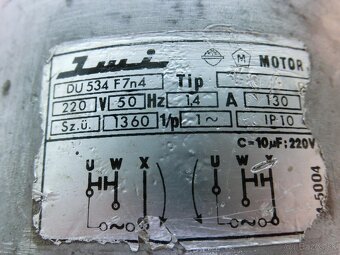 MOTOR
DU 534 F7n4 Tip
220 V 50 Hz 1,4 A 130
Sz.ü. 1360 1/p 1~ IP 10
C=10µF:220V
U W X U W X